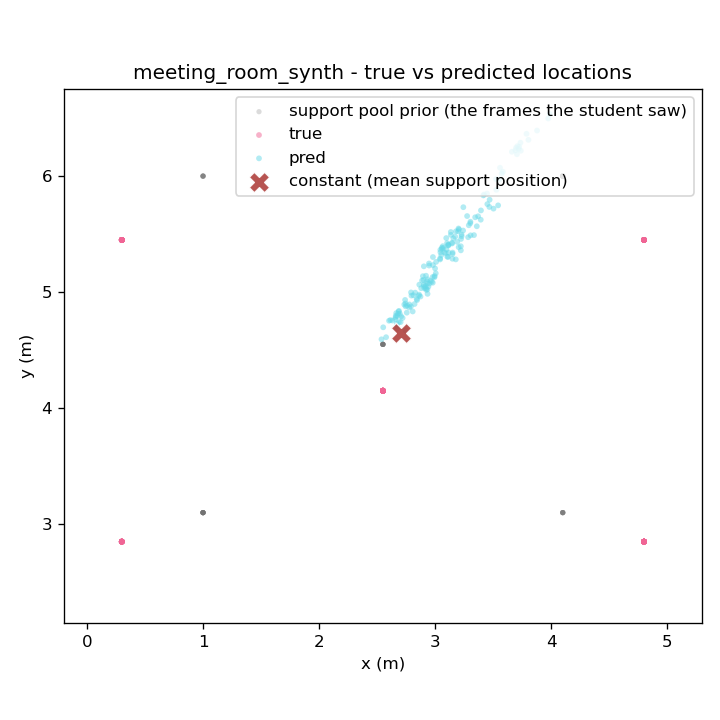 meeting_room_synth - true vs predicted locations
support pool prior (the frames the student saw)
true
pred
constant (mean support position)
6
5
4
3
y (m)
0 1 2 3 4 5
x (m)